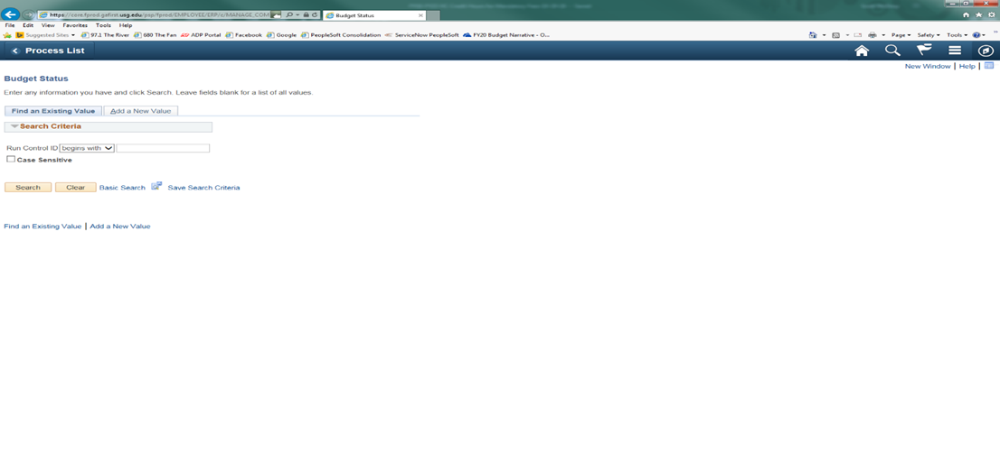 https://core.fprod.gafirst.usg.edu/psp/fprod/EMPLOYEE/ERP/c/MANAGE_COM
Budget Status
File Edit View Favorites Tools Help
Suggested Sites 97.1 The River 680 The Fan ADP Portal Facebook Google PeopleSoft Consolidation ServiceNow PeopleSoft FY20 Budget Narrative - O...
Page Safety Tools
Process List
New Window | Help |
Budget Status
Enter any information you have and click Search. Leave fields blank for a list of all values.
Find an Existing Value Add a New Value
Search Criteria
Run Control ID begins with
Case Sensitive
Search Clear Basic Search Save Search Criteria
Find an Existing Value | Add a New Value